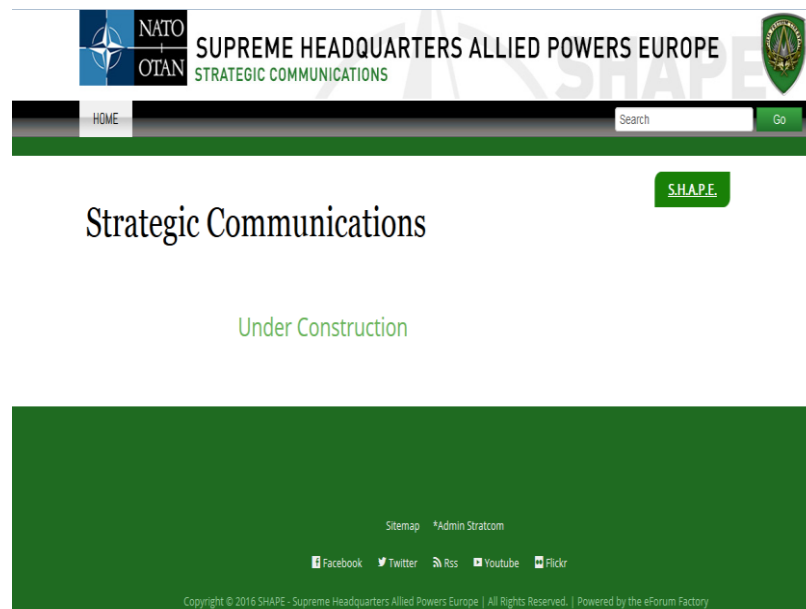 NATO
OTAN
SUPREME HEADQUARTERS ALLIED POWERS EUROPE
STRATEGIC COMMUNICATIONS
SHAPE
HOME
Search
Go
S.H.A.P.E.
Strategic Communications
Under Construction
Sitemap *Admin Stratcom
Facebook Twitter Rss Youtube Flickr
Copyright © 2016 SHAPE - Supreme Headquarters Allied Powers Europe | All Rights Reserved. | Powered by the eForum Factory